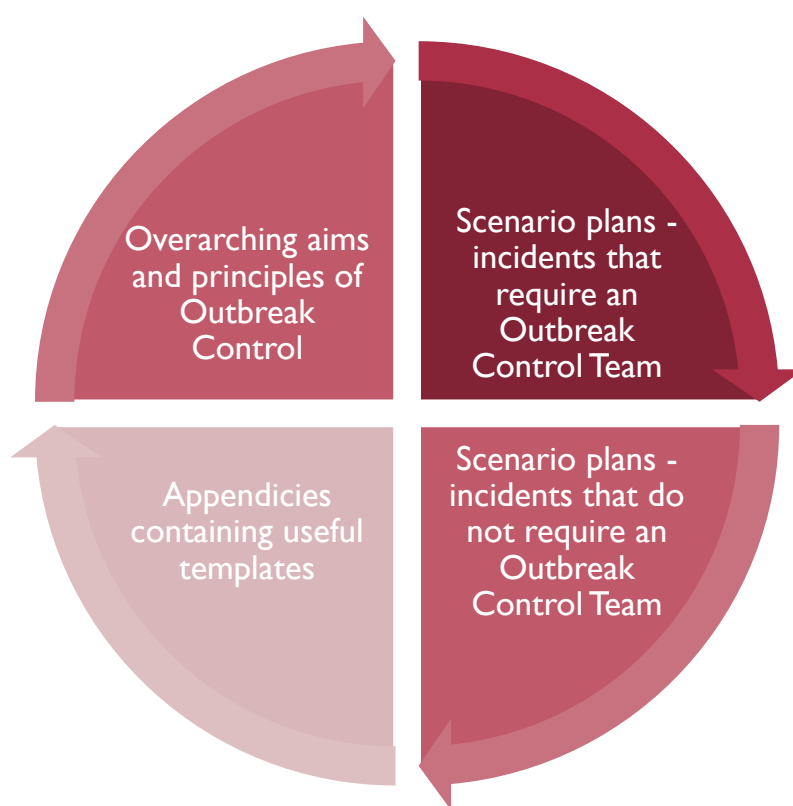 Overarching aims
and principles of
Outbreak
Control
Scenario plans -
incidents that
require an
Outbreak
Control Team
Appendicies
containing useful
templates
Scenario plans -
incidents that do
not require an
Outbreak
Control Team